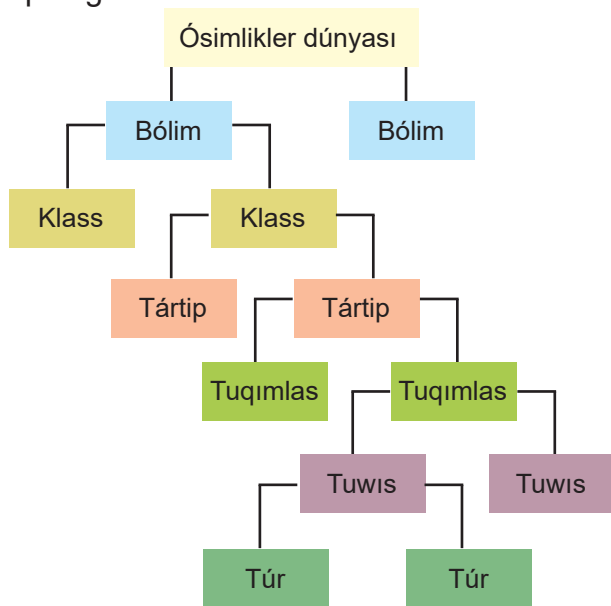 Ósimlikler dúnyası
Bólim Bólim
Klass Klass
Tártip Tártip
Tuqımlas Tuqımlas
Tuwıs Tuwıs
Túr Túr